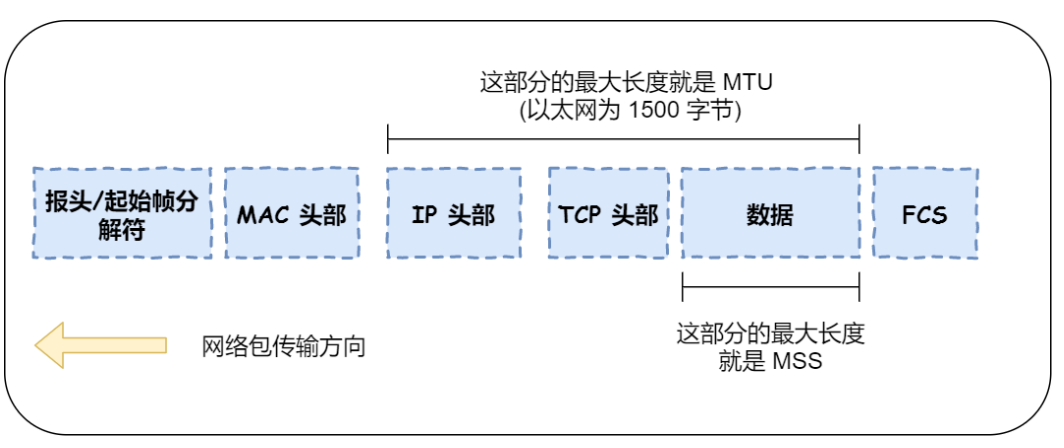 这部分的最大长度就是 MTU
(以太网为 1500 字节)
报头/起始帧分
解符
MAC 头部
IP 头部
TCP 头部
数据
FCS
网络包传输方向
这部分的最大长度
就是 MSS